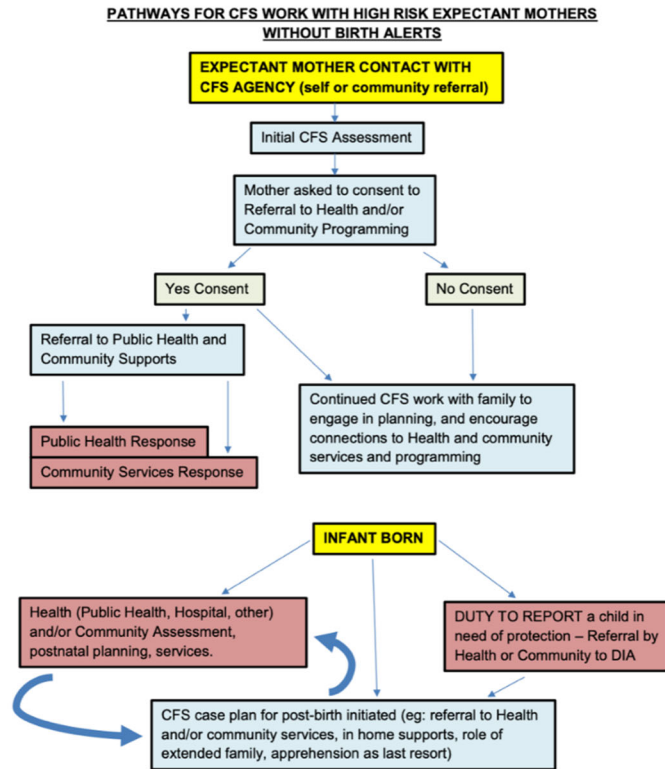 PATHWAYS FOR CFS WORK WITH HIGH RISK EXPECTANT MOTHERS
WITHOUT BIRTH ALERTS
EXPECTANT MOTHER CONTACT WITH
CFS AGENCY (self or community referral)
Initial CFS Assessment
Mother asked to consent to
Referral to Health and/or
Community Programming
Yes Consent
No Consent
Referral to Public Health and
Community Supports
Continued CFS work with family to
engage in planning, and encourage
connections to Health and community
services and programming
Public Health Response
Community Services Response
INFANT BORN
Health (Public Health, Hospital, other)
and/or Community Assessment,
postnatal planning, services.
DUTY TO REPORT a child in
need of protection – Referral by
Health or Community to DIA
CFS case plan for post-birth initiated (eg: referral to Health
and/or community services, in home supports, role of
extended family, apprehension as last resort)